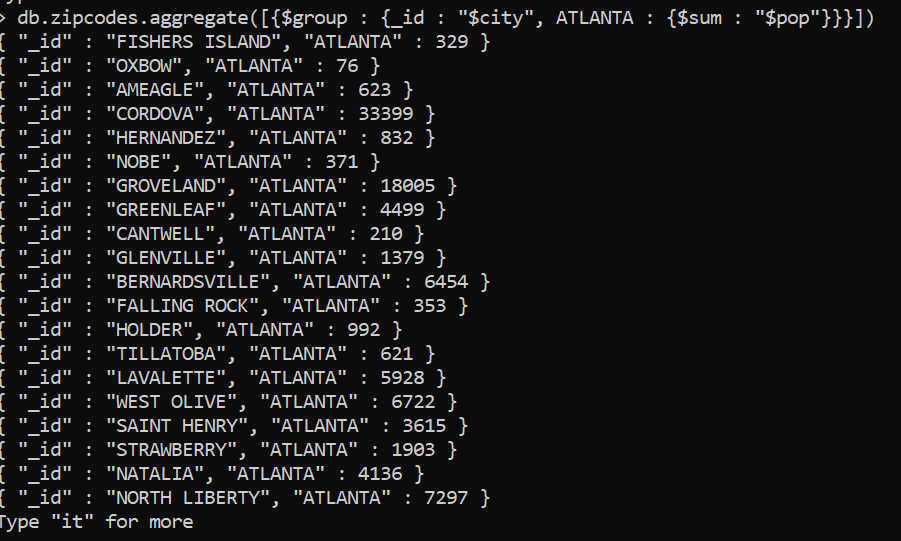 > db.zipcodes.aggregate([{$group : {_id : "$city", ATLANTA : {$sum : "$pop"}}}])
{ "_id" : "FISHERS ISLAND", "ATLANTA" : 329 }
{ "_id" : "OXBOW", "ATLANTA" : 76 }
{ "_id" : "AMEAGLE", "ATLANTA" : 623 }
{ "_id" : "CORDOVA", "ATLANTA" : 33399 }
{ "_id" : "HERNANDEZ", "ATLANTA" : 832 }
{ "_id" : "NOBE", "ATLANTA" : 371 }
{ "_id" : "GROVELAND", "ATLANTA" : 18005 }
{ "_id" : "GREENLEAF", "ATLANTA" : 4499 }
{ "_id" : "CANTWELL", "ATLANTA" : 210 }
{ "_id" : "GLENVILLE", "ATLANTA" : 1379 }
{ "_id" : "BERNARDSVILLE", "ATLANTA" : 6454 }
{ "_id" : "FALLING ROCK", "ATLANTA" : 353 }
{ "_id" : "HOLDER", "ATLANTA" : 992 }
{ "_id" : "TILLATOBA", "ATLANTA" : 621 }
{ "_id" : "LAVALETTE", "ATLANTA" : 5928 }
{ "_id" : "WEST OLIVE", "ATLANTA" : 6722 }
{ "_id" : "SAINT HENRY", "ATLANTA" : 3615 }
{ "_id" : "STRAWBERRY", "ATLANTA" : 1903 }
{ "_id" : "NATALIA", "ATLANTA" : 4136 }
{ "_id" : "NORTH LIBERTY", "ATLANTA" : 7297 }
Type "it" for more